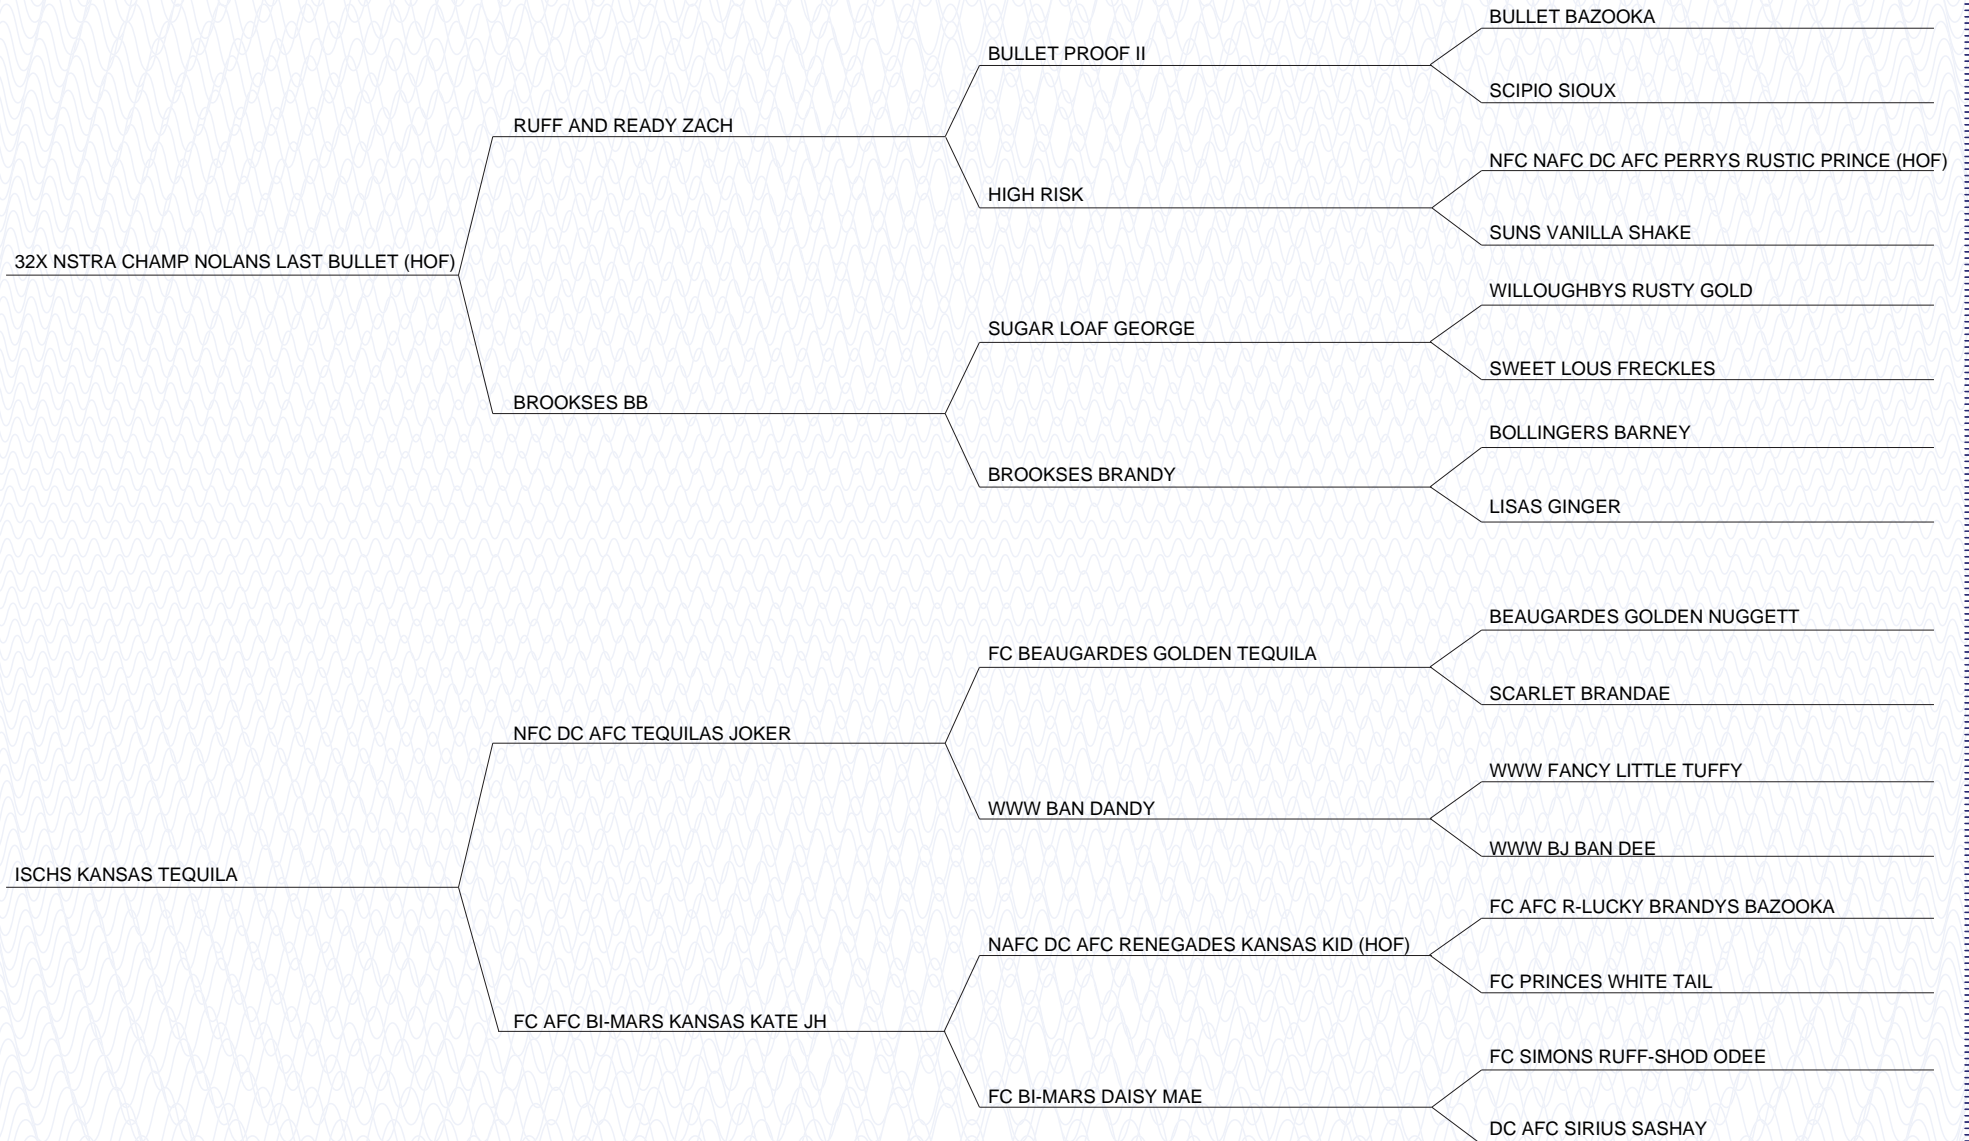 BULLET BAZOOKA
BULLET PROOF II
SCIPIO SIOUX
RUFF AND READY ZACH
NFC NAFC DC AFC PERRYS RUSTIC PRINCE (HOF)
HIGH RISK
SUNS VANILLA SHAKE
32X NSTRA CHAMP NOLANS LAST BULLET (HOF)
WILLOUGHBYS RUSTY GOLD
SUGAR LOAF GEORGE
SWEET LOUS FRECKLES
BROOKSES BB
BOLLINGERS BARNEY
BROOKSES BRANDY
LISAS GINGER
BEAUGARDES GOLDEN NUGGETT
FC BEAUGARDES GOLDEN TEQUILA
SCARLET BRANDAE
NFC DC AFC TEQUILAS JOKER
WWW FANCY LITTLE TUFFY
WWW BAN DANDY
WWW BJ BAN DEE
ISCHS KANSAS TEQUILA
FC AFC R-LUCKY BRANDYS BAZOOKA
NAFC DC AFC RENEGADES KANSAS KID (HOF)
FC PRINCES WHITE TAIL
FC AFC BI-MARS KANSAS KATE JH
FC SIMONS RUFF-SHOD ODEE
FC BI-MARS DAISY MAE
DC AFC SIRIUS SASHAY